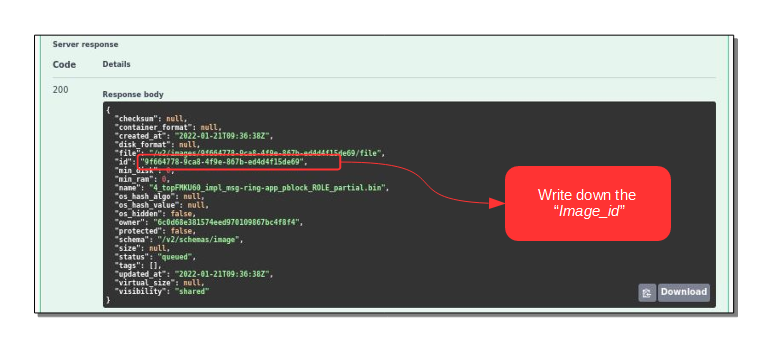 Server response
Code Details
200
Response body
{
"checksum": null,
"container_format": null,
"created_at": "2022-01-21T09:36:38Z",
"disk_format": null,
"file": "/v2/images/9f664778-9ca8-4f9e-867b-ed4d4f15de69/file",
"id": "9f664778-9ca8-4f9e-867b-ed4d4f15de69",
"min_disk": 0,
"min_ram": 0,
"name": "4_topFMKU60_impl_msg-ring-app_pblock_ROLE_partial.bin",
"os_hash_algo": null,
"os_hash_value": null,
"os_hidden": false,
"owner": "6c0d68e381574eed970109867bc4f8f4",
"protected": false,
"schema": "/v2/schemas/image",
"size": null,
"status": "queued",
"tags": [],
"updated_at": "2022-01-21T09:36:38Z",
"virtual_size": null,
"visibility": "shared"
}
Download
Write down the
“Image_id”